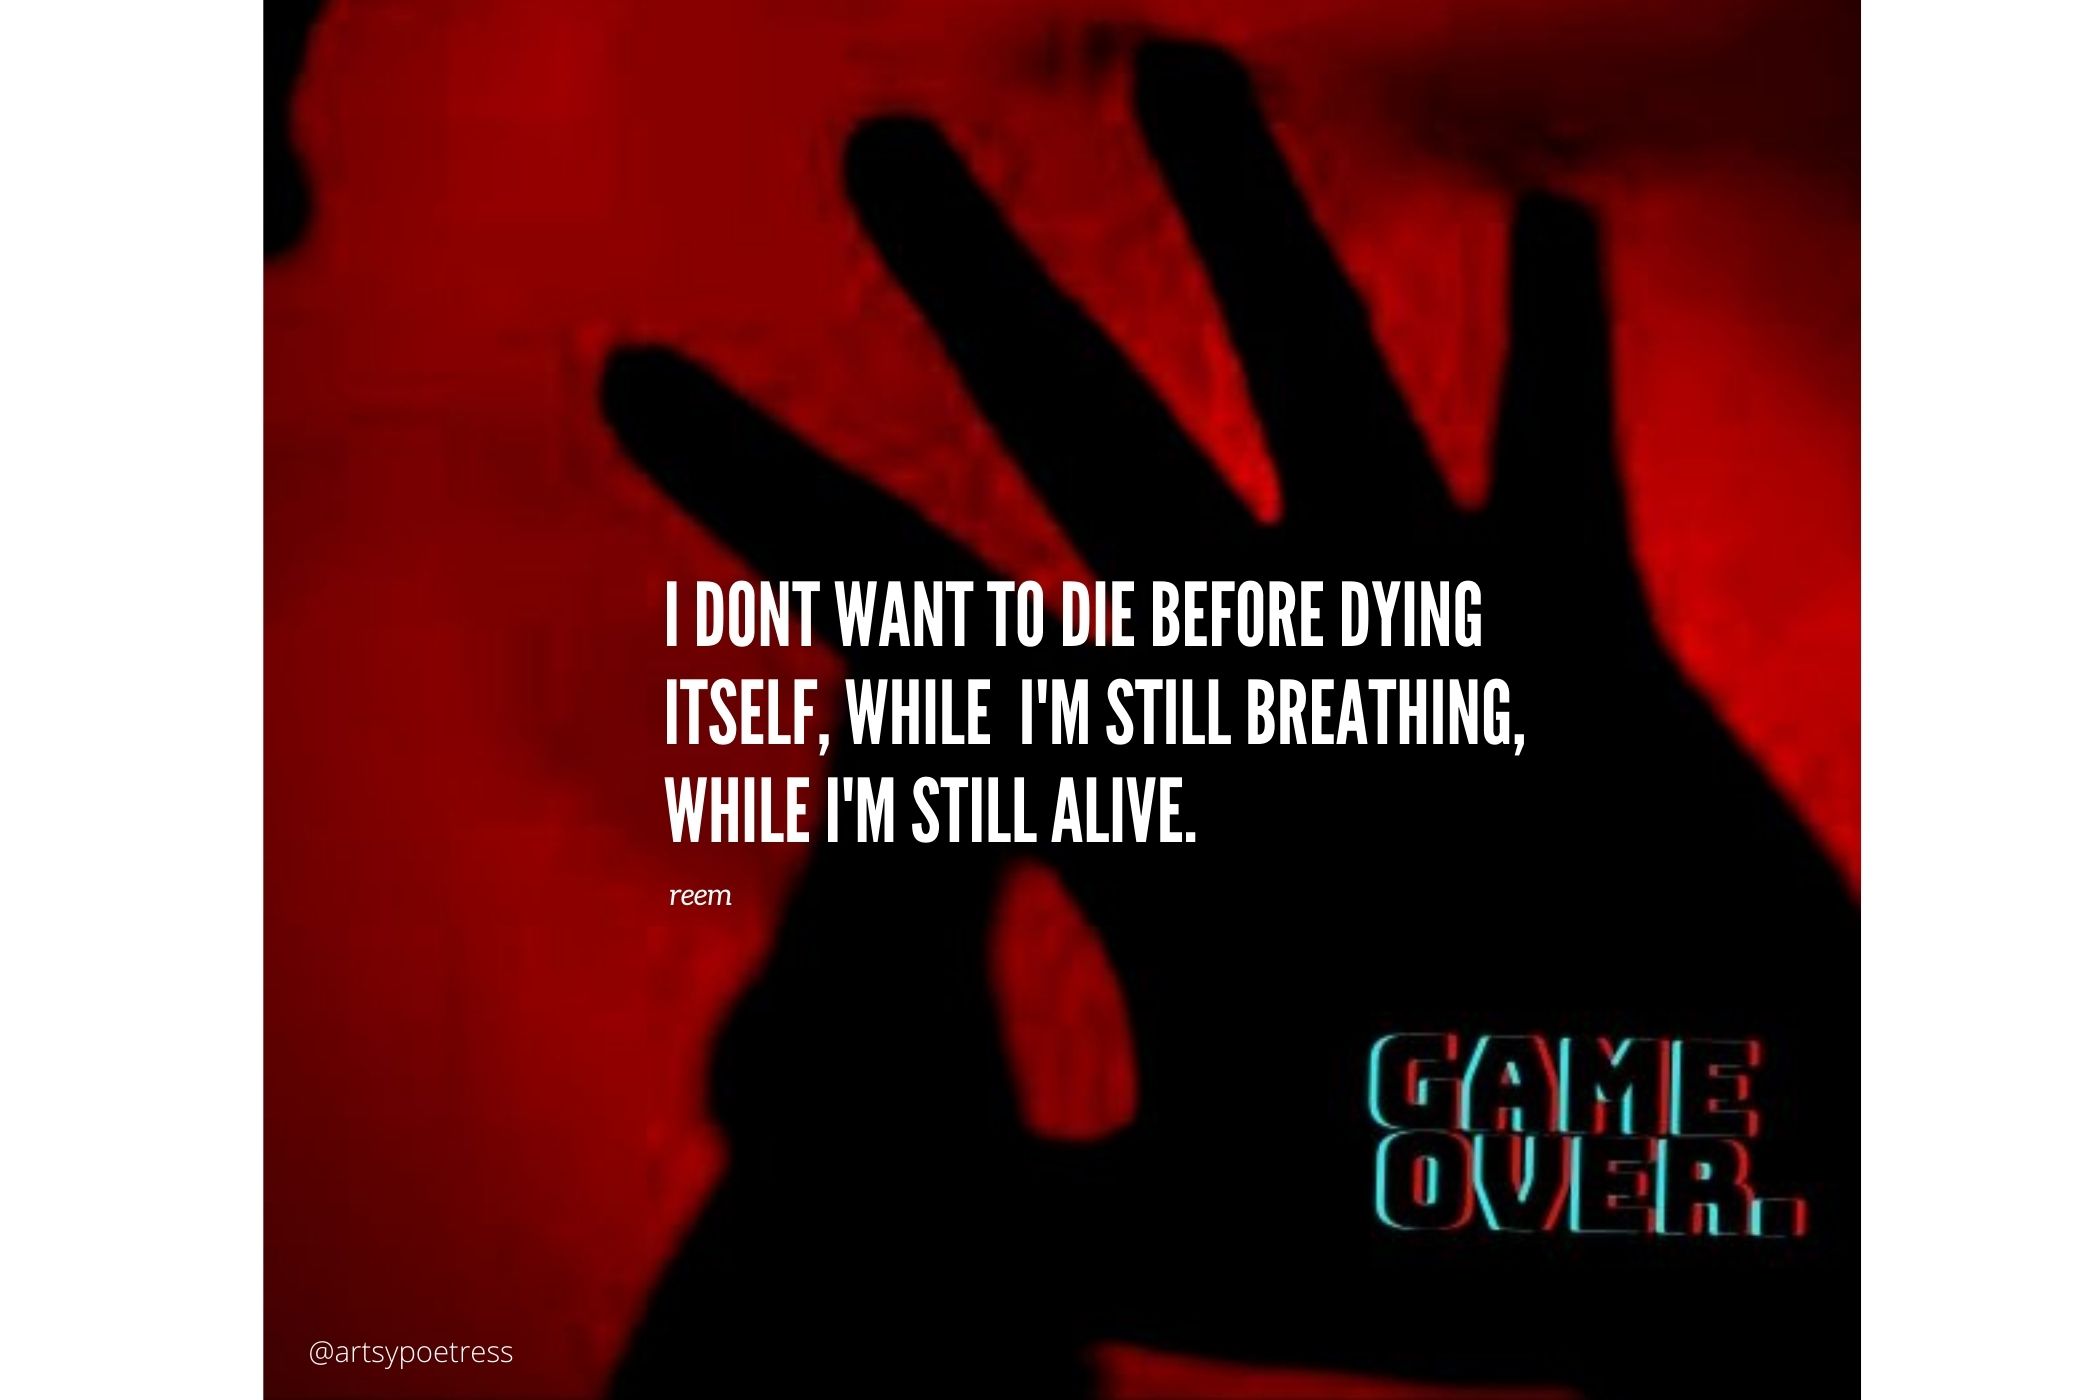 I DONT WANT TO DIE BEFORE DYING
ITSELF, WHILE I'M STILL BREATHING,
WHILE I'M STILL ALIVE.
reem
GAME
OVER.
@artsypoetress